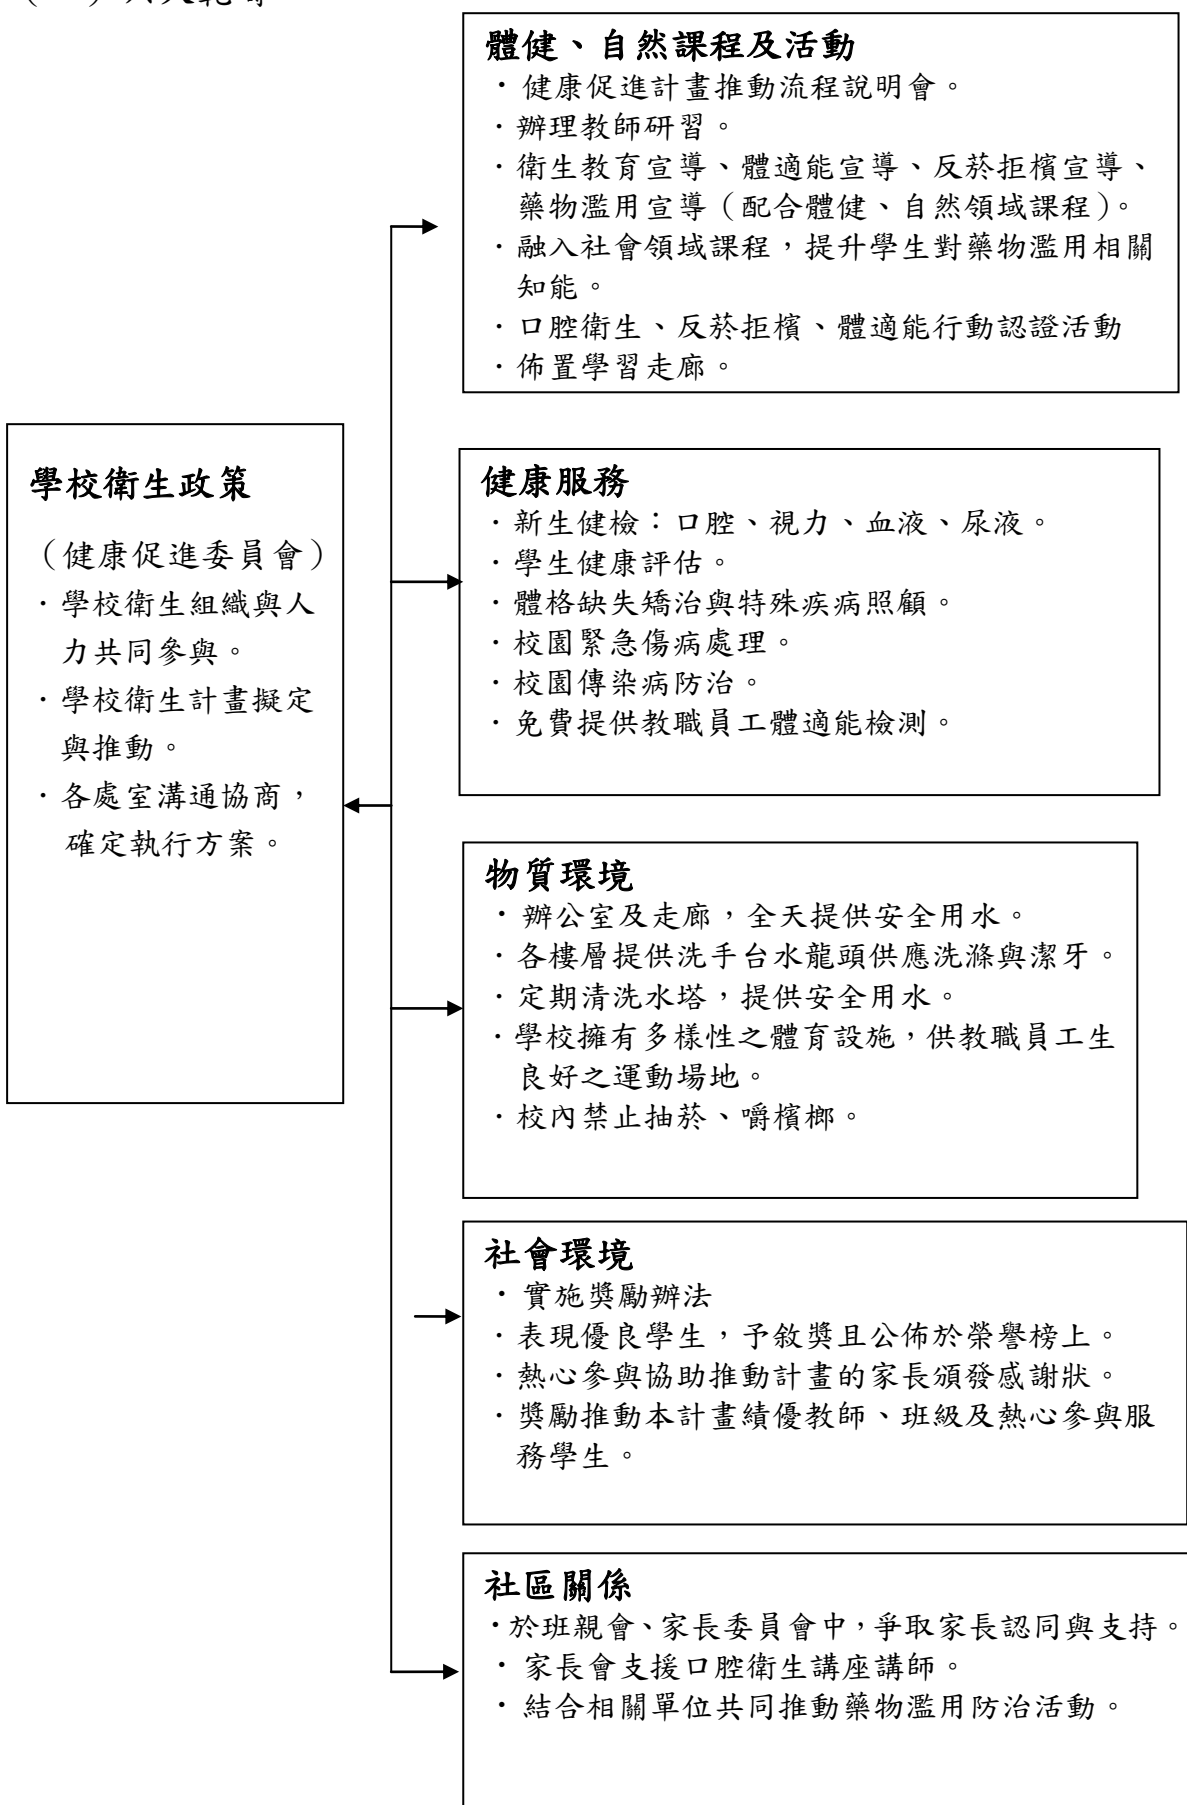 體健、自然課程及活動
・健康促進計畫推動流程說明會。
・辦理教師研習。
・衛生教育宣導、體適能宣導、反菸拒檳宣導、
藥物濫用宣導（配合體健、自然領域課程）。
・融入社會領域課程，提升學生對藥物濫用相關
知能。
・口腔衛生、反菸拒檳、體適能行動認證活動
・佈置學習走廊。
學校衛生政策
（健康促進委員會）
・學校衛生組織與人
力共同參與。
・學校衛生計畫擬定
與推動。
・各處室溝通協商，
確定執行方案。
健康服務
・新生健檢：口腔、視力、血液、尿液。
・學生健康評估。
・體格缺失矯治與特殊疾病照顧。
・校園緊急傷病處理。
・校園傳染病防治。
・免費提供教職員工體適能檢測。
物質環境
・辦公室及走廊，全天提供安全用水。
・各樓層提供洗手台水龍頭供應洗滌與潔牙。
・定期清洗水塔，提供安全用水。
・學校擁有多樣性之體育設施，供教職員工生
良好之運動場地。
・校內禁止抽菸、嚼檳榔。
社會環境
・實施獎勵辦法
・表現優良學生，予敘獎且公佈於榮譽榜上。
・熱心參與協助推動計畫的家長頒發感謝狀。
・獎勵推動本計畫績優教師、班級及熱心參與服
務學生。
社區關係
・於班親會、家長委員會中，爭取家長認同與支持。
・家長會支援口腔衛生講座講師。
・結合相關單位共同推動藥物濫用防治活動。